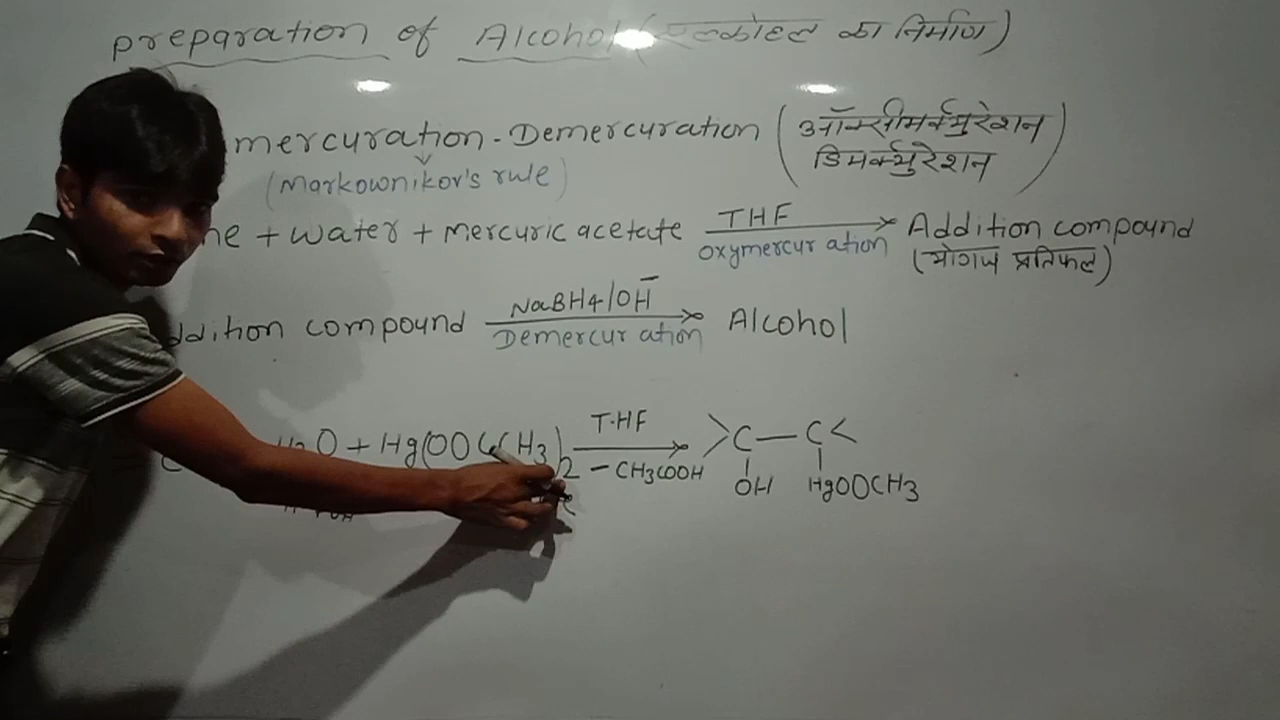 preparation of Alcohol (एल्कोहल का निर्माण)
mercuration-Demercuration (ऑक्सीमर्क्युरेशन
डिमर्क्युरेशन)
(Markownikov's rule)
ne + water + mercuric acetate THF Addition compound
oxymercuration (योगज प्रतिफल)
ddition compound NaBH4/OH⁻ Alcohol
Demercuration
H2O + Hg(OOCCH3)2 T.HF >C—C<
-CH3COOH OH HgOOCH3